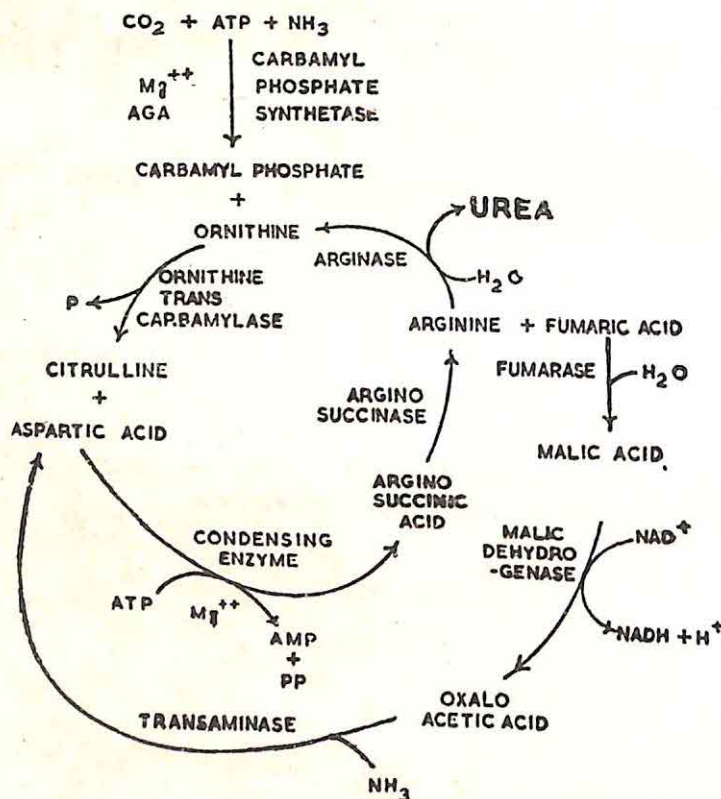 CO2 + ATP + NH3
Mg++
AGA
CARBAMYL
PHOSPHATE
SYNTHETASE
CARBAMYL PHOSPHATE
+
ORNITHINE
ARGINASE
UREA
H2O
P
ORNITHINE
TRANS
CARBAMYLASE
ARGININE + FUMARIC ACID
CITRULLINE
+
ASPARTIC ACID
ARGINO
SUCCINASE
FUMARASE
H2O
MALIC ACID
ARGINO
SUCCINIC
ACID
CONDENSING
ENZYME
ATP
Mg++
AMP
+
PP
MALIC
DEHYDRO
-GENASE
NAD+
NADH + H+
OXALO
ACETIC ACID
TRANSAMINASE
NH3